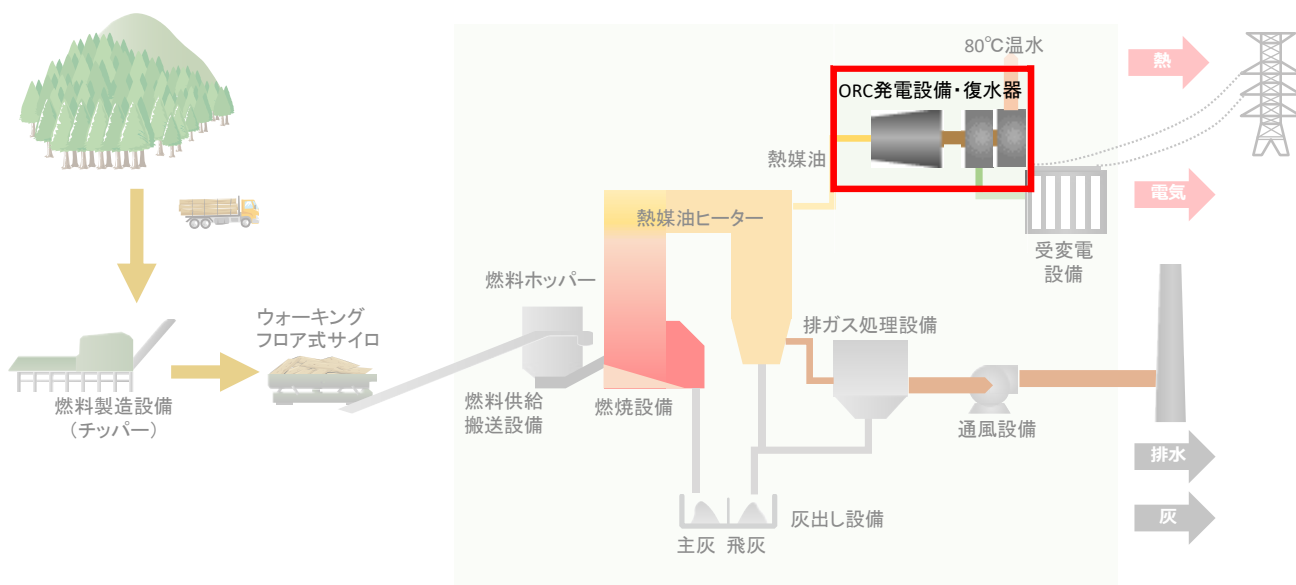 80℃温水
熱
ORC発電設備・復水器
熱媒油
電気
熱媒油ヒーター
受変電
設備
燃料ホッパー
ウォーキング
フロア式サイロ
排ガス処理設備
燃料製造設備
（チッパー）
燃料供給
搬送設備
燃焼設備
通風設備
排水
灰出し設備
灰
主灰
飛灰